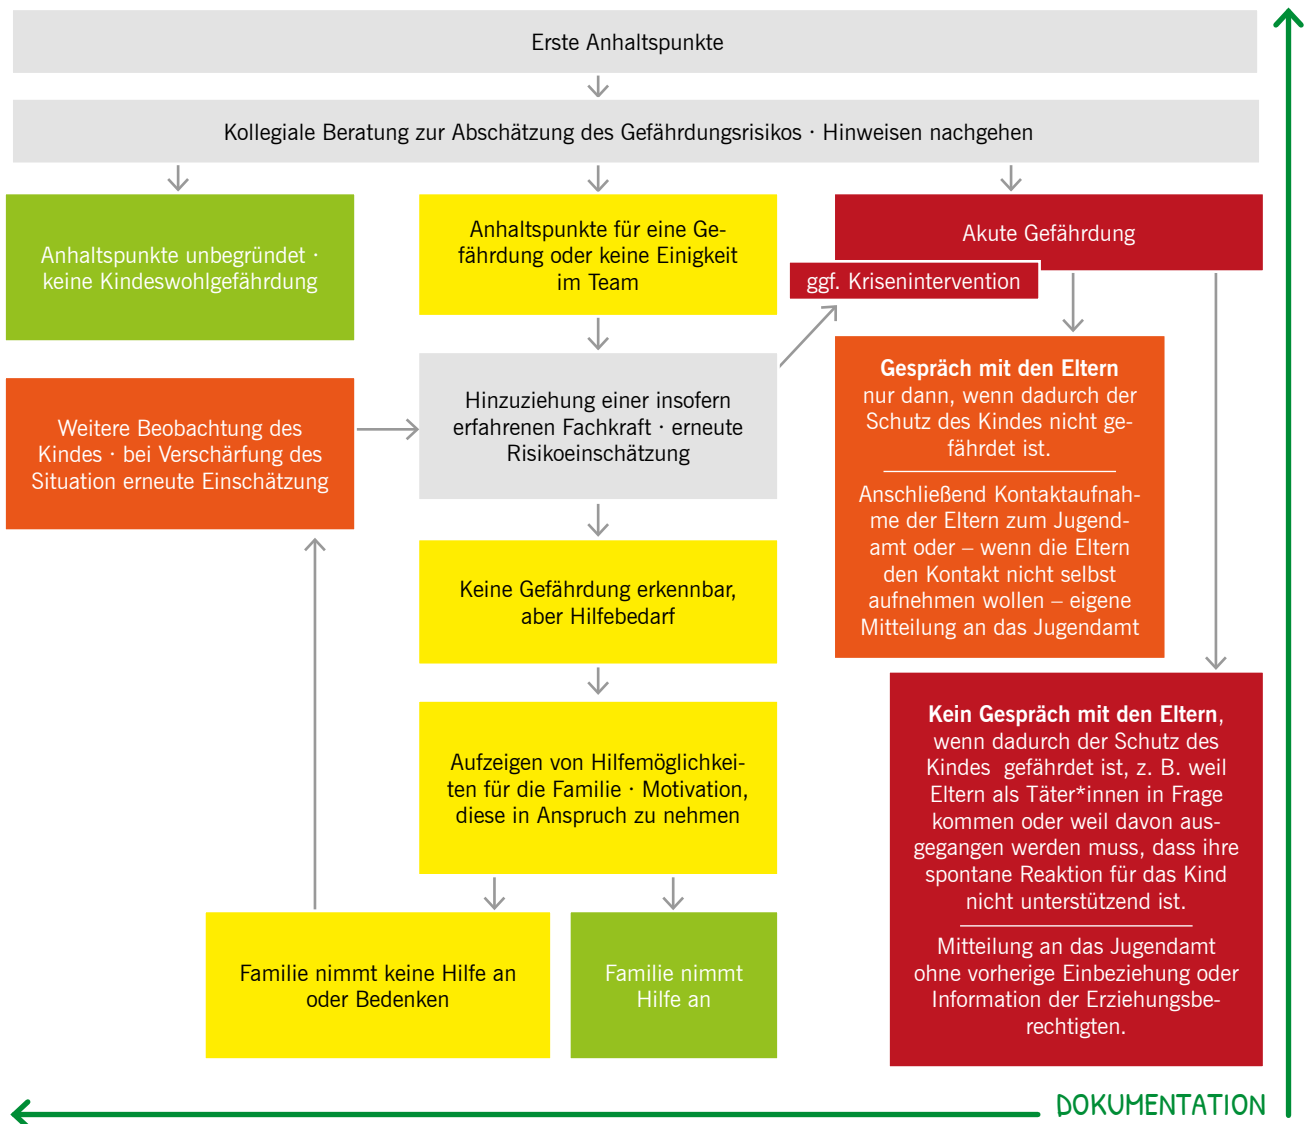 Erste Anhaltspunkte
Kollegiale Beratung zur Abschätzung des Gefährdungsrisikos · Hinweisen nachgehen
Anhaltspunkte unbegründet ·
keine Kindeswohlgefährdung
Anhaltspunkte für eine Ge-
fährdung oder keine Einigkeit
im Team
Akute Gefährdung
ggf. Krisenintervention
Weitere Beobachtung des
Kindes · bei Verschärfung des
Situation erneute Einschätzung
Hinzuziehung einer insofern
erfahrenen Fachkraft · erneute
Risikoeinschätzung
Gespräch mit den Eltern
nur dann, wenn dadurch der
Schutz des Kindes nicht ge-
fährdet ist.
Anschließend Kontaktaufnah-
me der Eltern zum Jugend-
amt oder – wenn die Eltern
den Kontakt nicht selbst
aufnehmen wollen – eigene
Mitteilung an das Jugendamt
Keine Gefährdung erkennbar,
aber Hilfebedarf
Aufzeigen von Hilfemöglichkei-
ten für die Familie · Motivation,
diese in Anspruch zu nehmen
Kein Gespräch mit den Eltern,
wenn dadurch der Schutz des
Kindes gefährdet ist, z. B. weil
Eltern als Täter*innen in Frage
kommen oder weil davon aus-
gegangen werden muss, dass ihre
spontane Reaktion für das Kind
nicht unterstützend ist.
Mitteilung an das Jugendamt
ohne vorherige Einbeziehung oder
Information der Erziehungsbe-
rechtigten.
Familie nimmt keine Hilfe an
oder Bedenken
Familie nimmt
Hilfe an
DOKUMENTATION